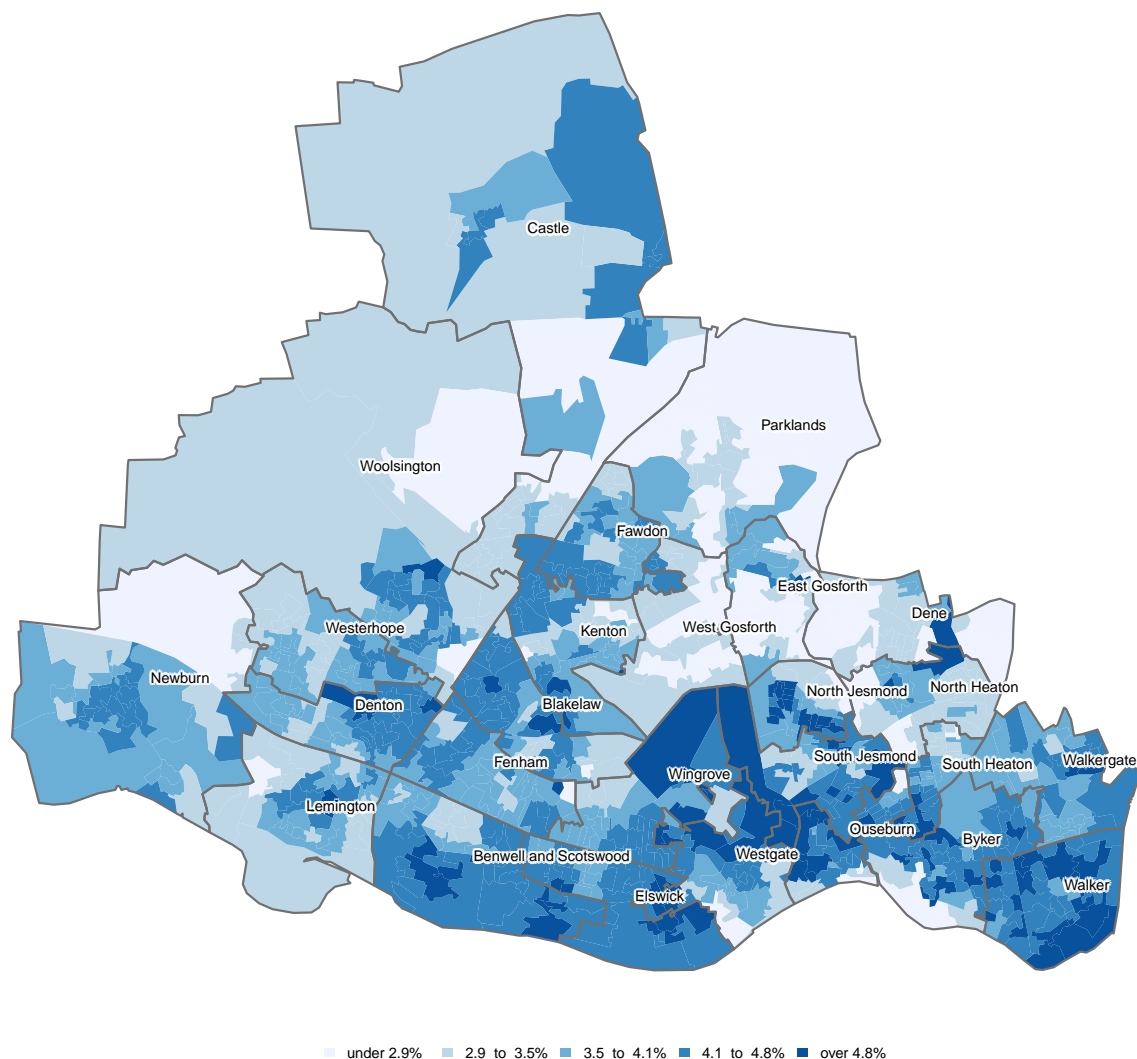 Castle
Parklands
Woolsington
Fawdon
East Gosforth
Dene
Westerhope
Kenton
West Gosforth
Newburn
North Jesmond
North Heaton
Denton
Blakelaw
South Jesmond
Fenham
South Heaton
Walkergate
Wingrove
Lemington
Ouseburn
Byker
Benwell and Scotswood
Westgate
Walker
Elswick
under 2.9% 2.9 to 3.5% 3.5 to 4.1% 4.1 to 4.8% over 4.8%